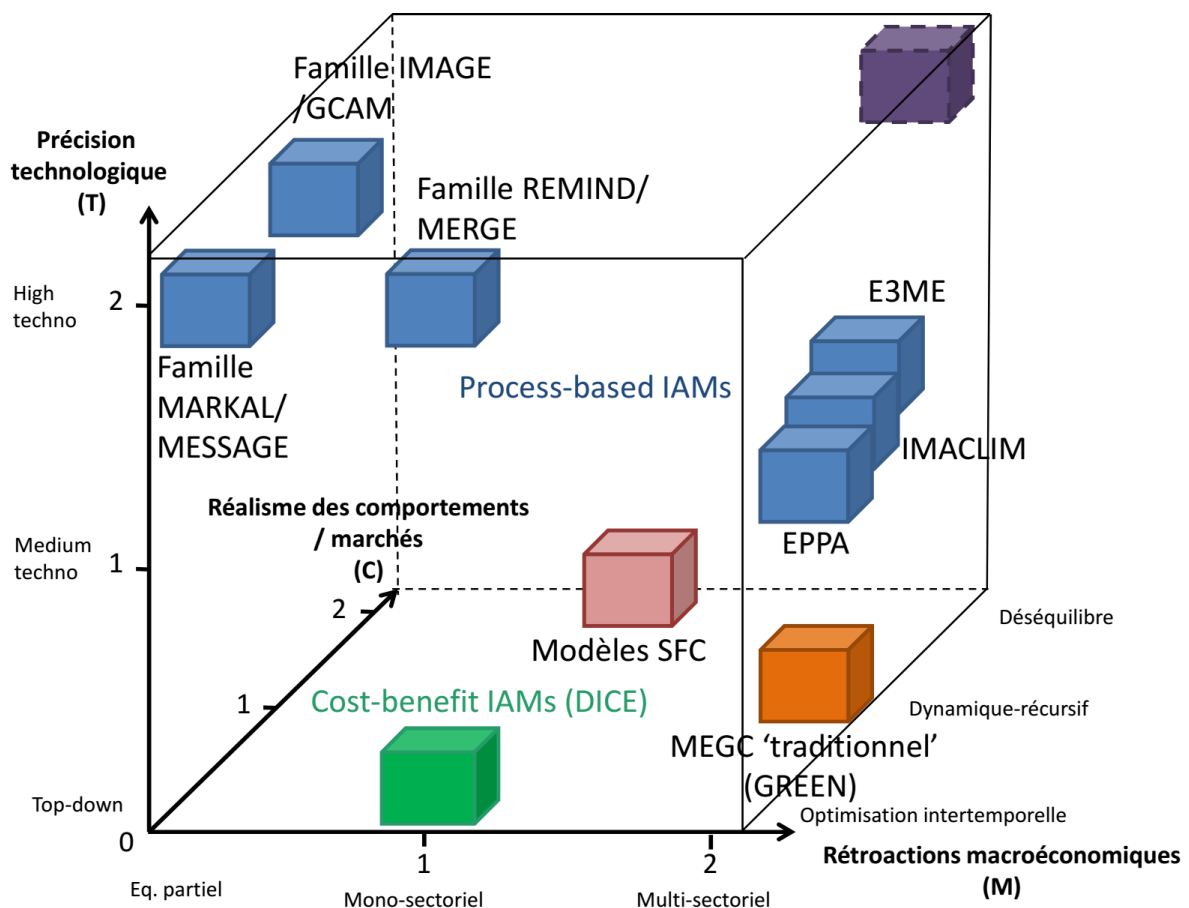 Famille IMAGE
/GCAM
Précision
technologique
(T)
Famille REMIND/
MERGE
High
techno
2
E3ME
Famille
MARKAL/
MESSAGE
Process-based IAMs
IMACLIM
Réalisme des comportements
/ marchés
(C)
EPPA
Medium
techno
1
2
Déséquilibre
Modèles SFC
1
Cost-benefit IAMs (DICE)
Dynamique-récursif
MEGC ‘traditionnel’
(GREEN)
Top-down
Optimisation intertemporelle
0
1
2
Rétroactions macroéconomiques
(M)
Eq. partiel
Mono-sectoriel
Multi-sectoriel